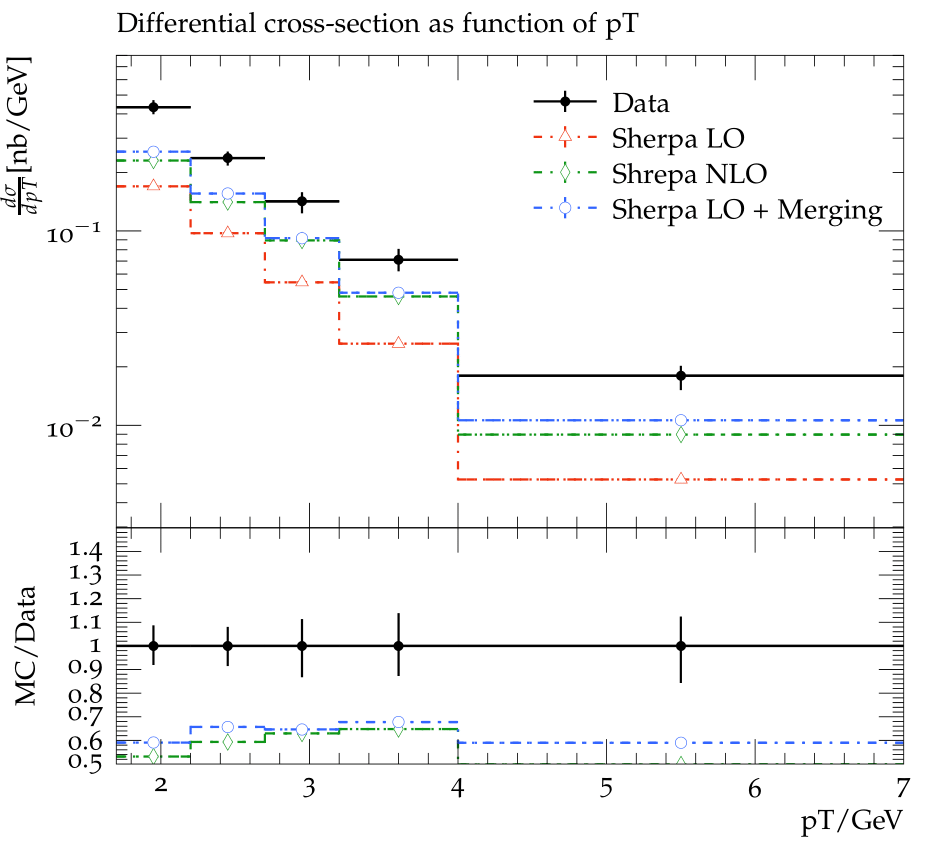 Differential cross-section as function of pT
dσ/dpT [nb/GeV]
Data
Sherpa LO
Shrepa NLO
Sherpa LO + Merging
10⁻¹
10⁻²
MC/Data
1.4
1.3
1.2
1.1
1
0.9
0.8
0.7
0.6
0.5
2 3 4 5 6 7
pT/GeV